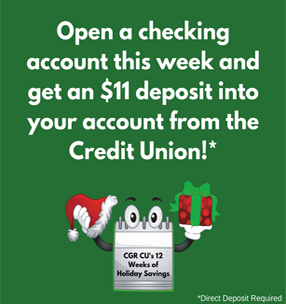 Open a checking
account this week and
get an $11 deposit into
your account from the
Credit Union!*
CGR CU's 12
Weeks of
Holiday Savings
*Direct Deposit Required